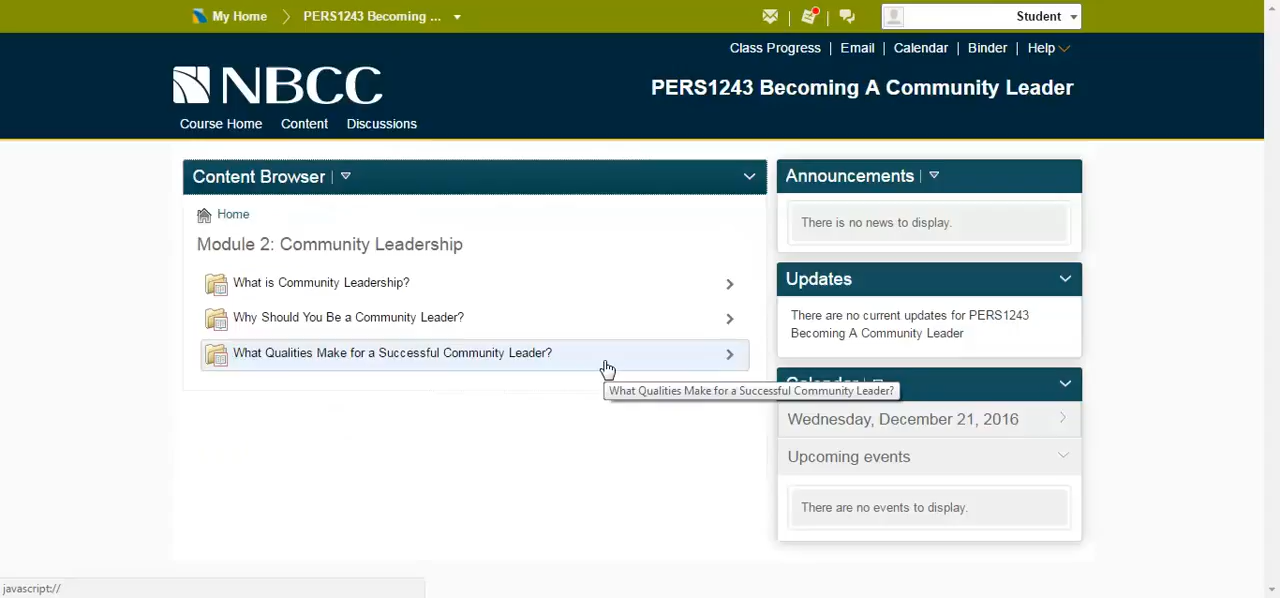 My Home
PERS1243 Becoming ...
Student
Class Progress | Email | Calendar | Binder | Help
NBCC
PERS1243 Becoming A Community Leader
Course Home
Content
Discussions
Content Browser
Home
Module 2: Community Leadership
What is Community Leadership?
Why Should You Be a Community Leader?
What Qualities Make for a Successful Community Leader?
What Qualities Make for a Successful Community Leader?
Announcements
There is no news to display.
Updates
There are no current updates for PERS1243
Becoming A Community Leader
Calendar
Wednesday, December 21, 2016
Upcoming events
There are no events to display.
javascript://